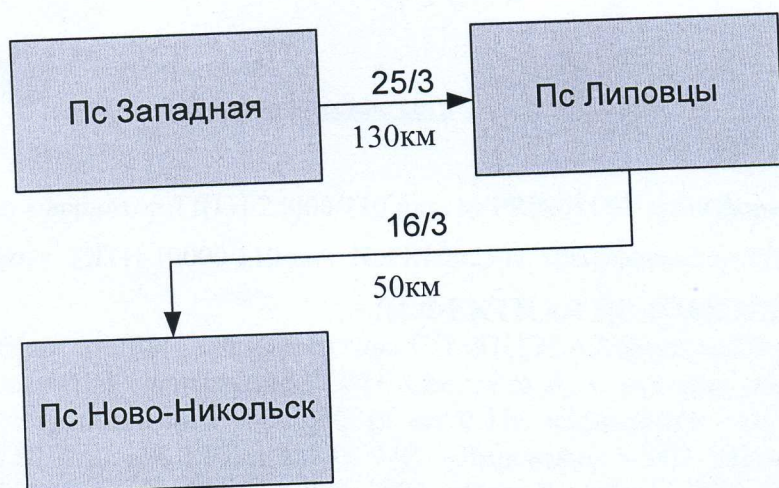 Пс Западная
25/3
130км
Пс Липовцы
16/3
50км
Пс Ново-Никольск